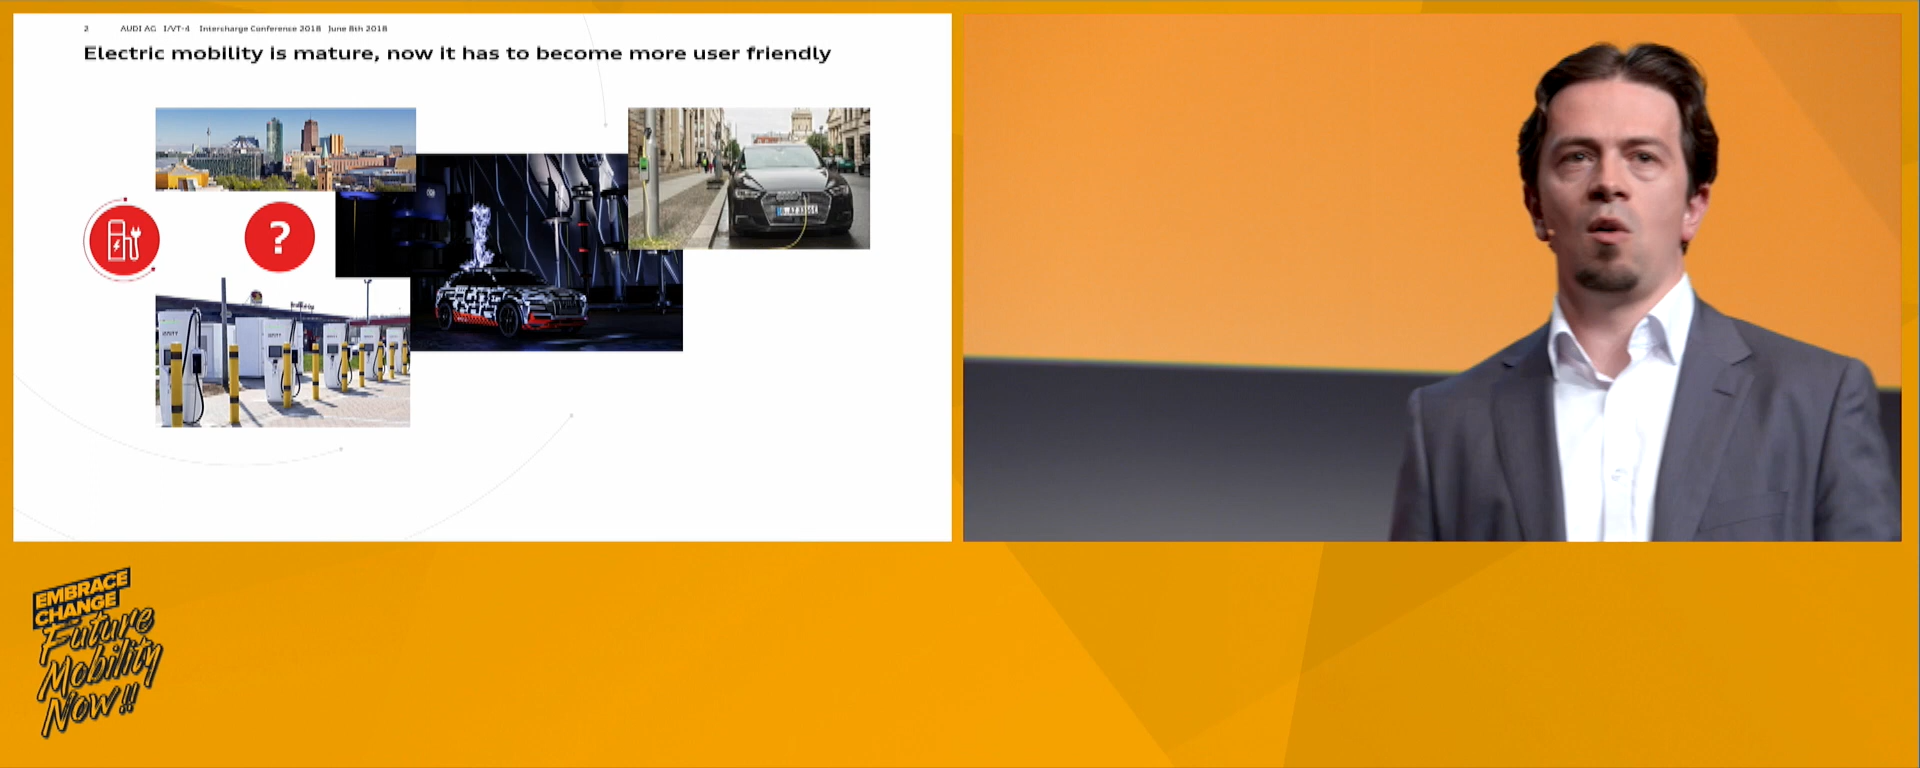 2 AUDI AG I/VT-4 Intercharge Conference 2018 June 8th 2018
Electric mobility is mature, now it has to become more user friendly
?
EMBRACE
CHANGE
Future
Mobility
Now!!